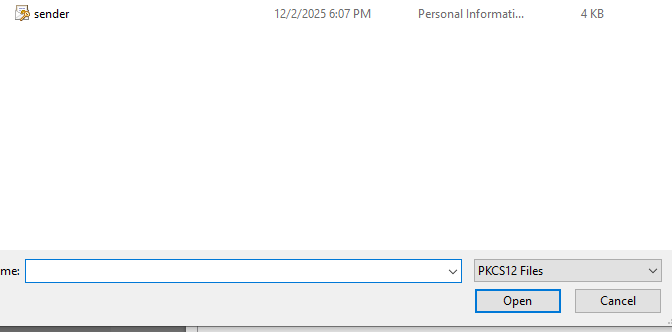 sender 12/2/2025 6:07 PM Personal Informati... 4 KB
me: PKCS12 Files
Open Cancel